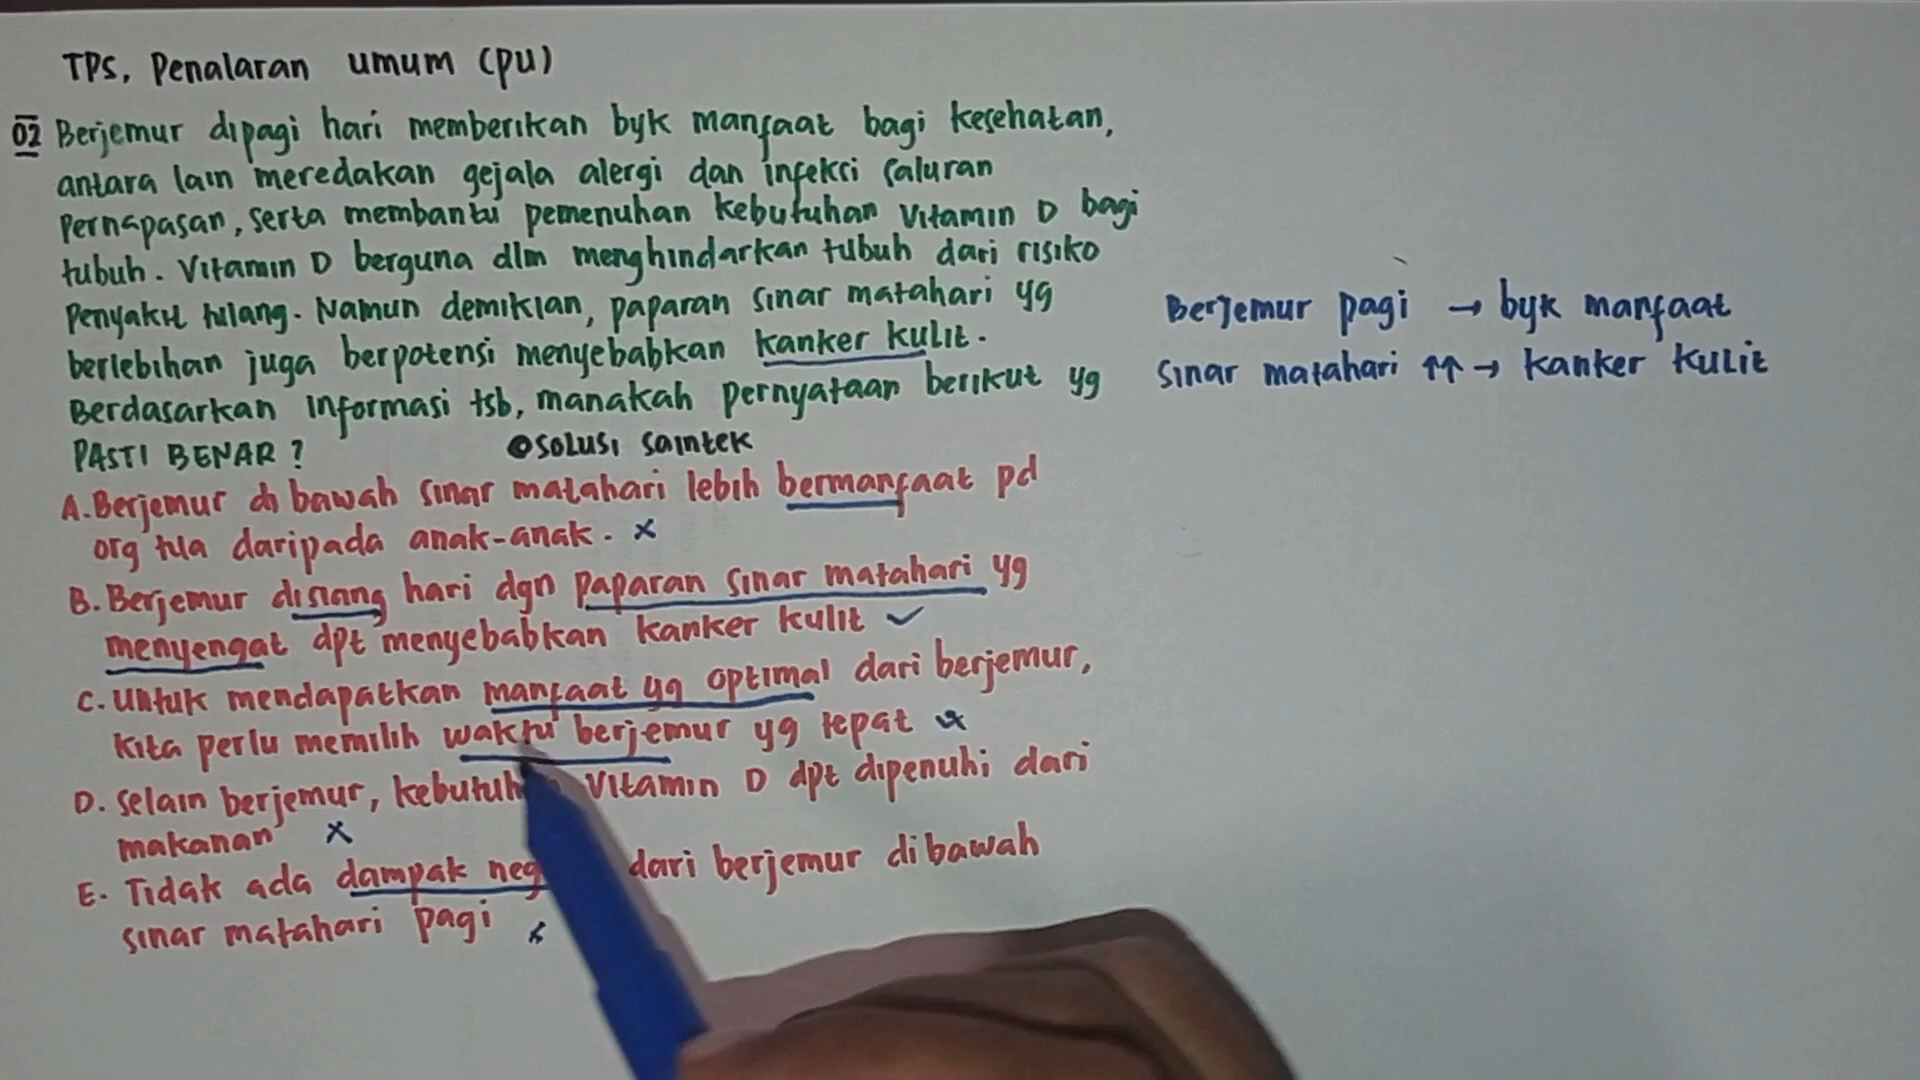 TPS, Penalaran umum (PU)
02 Berjemur dipagi hari memberikan byk manfaat bagi kesehatan,
antara lain meredakan gejala alergi dan infeksi saluran
Pernapasan, serta membantu pemenuhan kebutuhan Vitamin D bagi
tubuh. Vitamin D berguna dlm menghindarkan tubuh dari risiko
Penyakit tulang. Namun demikian, paparan sinar matahari yg
berlebihan juga berpotensi menyebabkan kanker kulit.
Berdasarkan informasi tsb, manakah pernyataan berikut yg
PASTI BENAR?
@SOLUSI Saintek
A. Berjemur di bawah sinar matahari lebih bermanfaat pd
org tua daripada anak-anak. x
B. Berjemur disiang hari dgn paparan sinar matahari yg
menyengat dpt menyebabkan kanker kulit ✓
C. Untuk mendapatkan manfaat yg optimal dari berjemur,
kita perlu memilih waktu berjemur yg tepat
D. Selain berjemur, Vitamin D dpt dipenuhi dari
makanan x
E. Tidak ada dampak dari berjemur dibawah
sinar matahari pagi x
Berjemur pagi → byk manfaat
Sinar matahari ↑↑ → kanker kulit